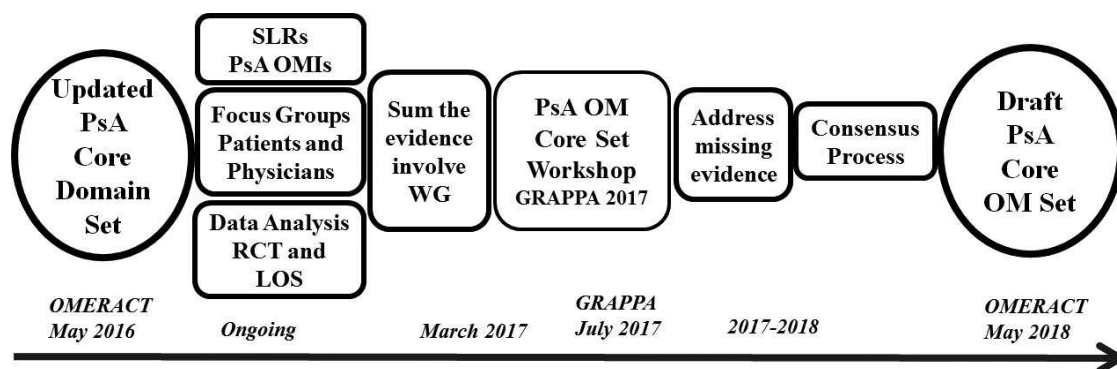 Updated
PsA
Core
Domain
Set
SLRs
PsA OMIs
Focus Groups
Patients and
Physicians
Data Analysis
RCT and
LOS
Sum the
evidence
involve
WG
PsA OM
Core Set
Workshop
GRAPPA 2017
Address
missing
evidence
Consensus
Process
Draft
PsA
Core
OM Set
OMERACT
May 2016
Ongoing
March 2017
GRAPPA
July 2017
2017-2018
OMERACT
May 2018